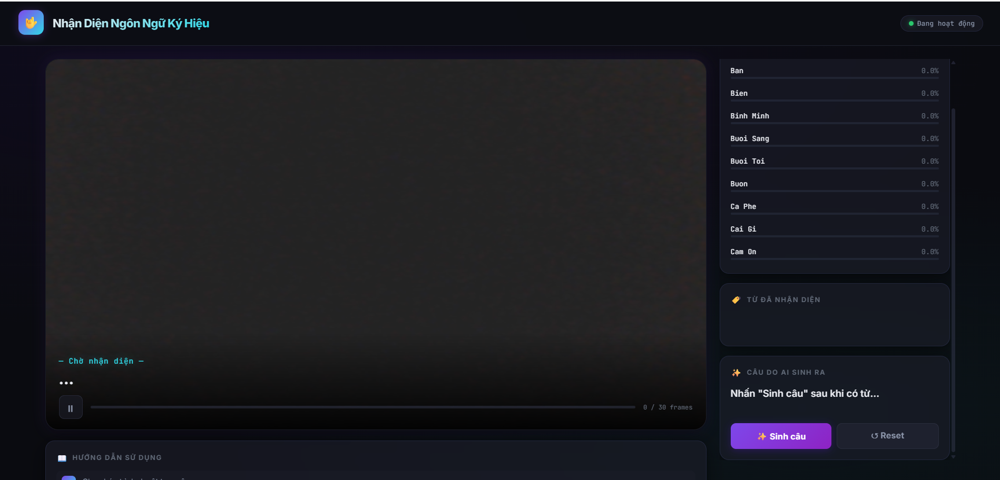 Nhận Diện Ngôn Ngữ Ký Hiệu
Đang hoạt động
— Chờ nhận diện —
...
0 / 30 frames
HƯỚNG DẪN SỬ DỤNG
Ban 0.0%
Bien 0.0%
Binh Minh 0.0%
Buoi Sang 0.0%
Buoi Toi 0.0%
Buon 0.0%
Ca Phe 0.0%
Cai Gi 0.0%
Cam On 0.0%
TỪ ĐÃ NHẬN DIỆN
CÂU DO AI SINH RA
Nhấn "Sinh câu" sau khi có từ...
Sinh câu
↺ Reset